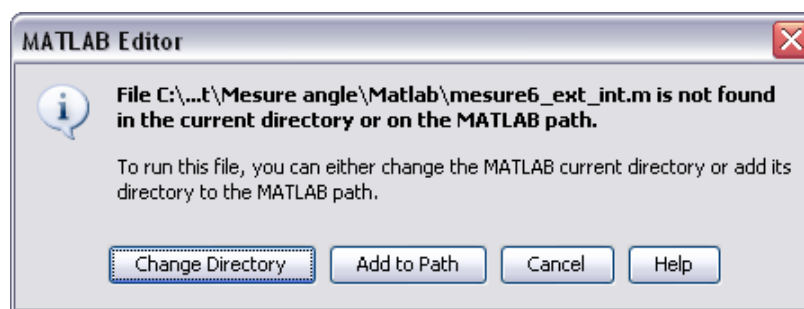 MATLAB Editor
File C:\...t\Mesure angle\Matlab\mesure6_ext_int.m is not found
in the current directory or on the MATLAB path.
To run this file, you can either change the MATLAB current directory or add its
directory to the MATLAB path.
Change Directory
Add to Path
Cancel
Help